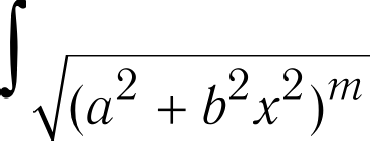 ∫√(a² + b²x²)ᵐ